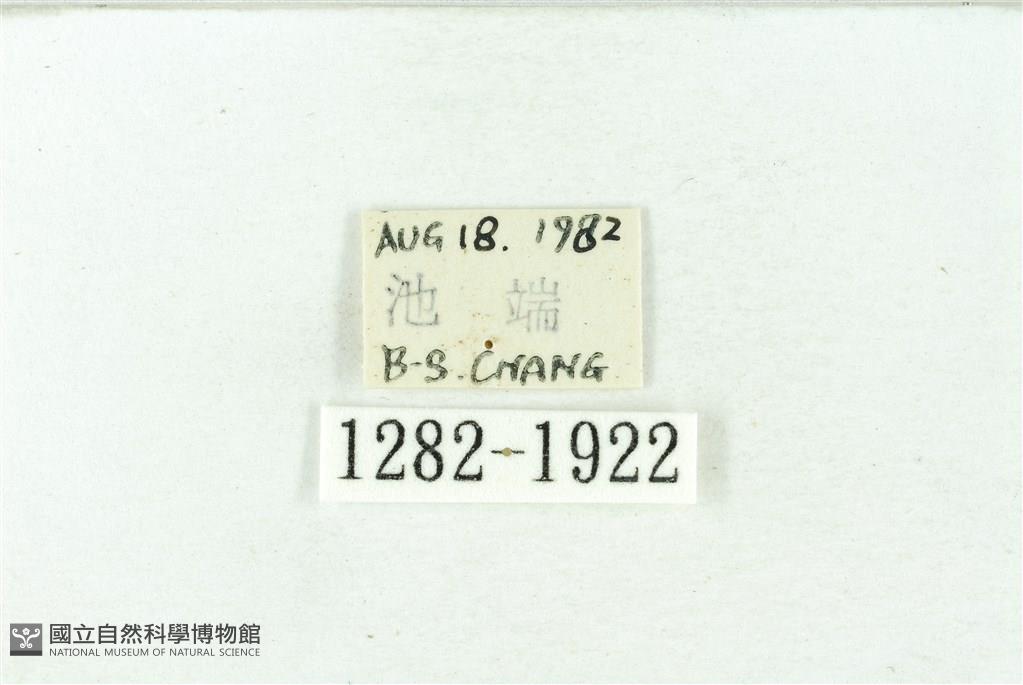 AUG 18. 1982
池 端
B-S. CHANG
1282-1922
國立自然科學博物館
NATIONAL MUSEUM OF NATURAL SCIENCE